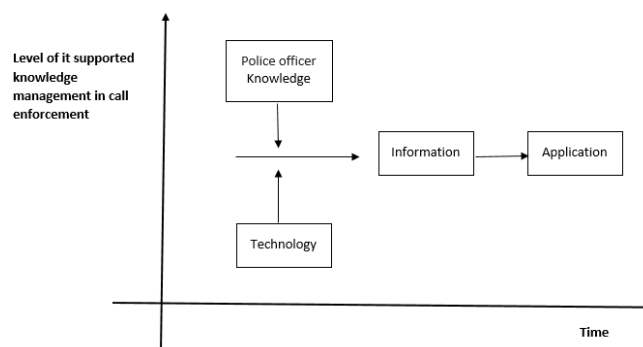 Level of it supported
knowledge
management in call
enforcement
Police officer
Knowledge
Information
Application
Technology
Time